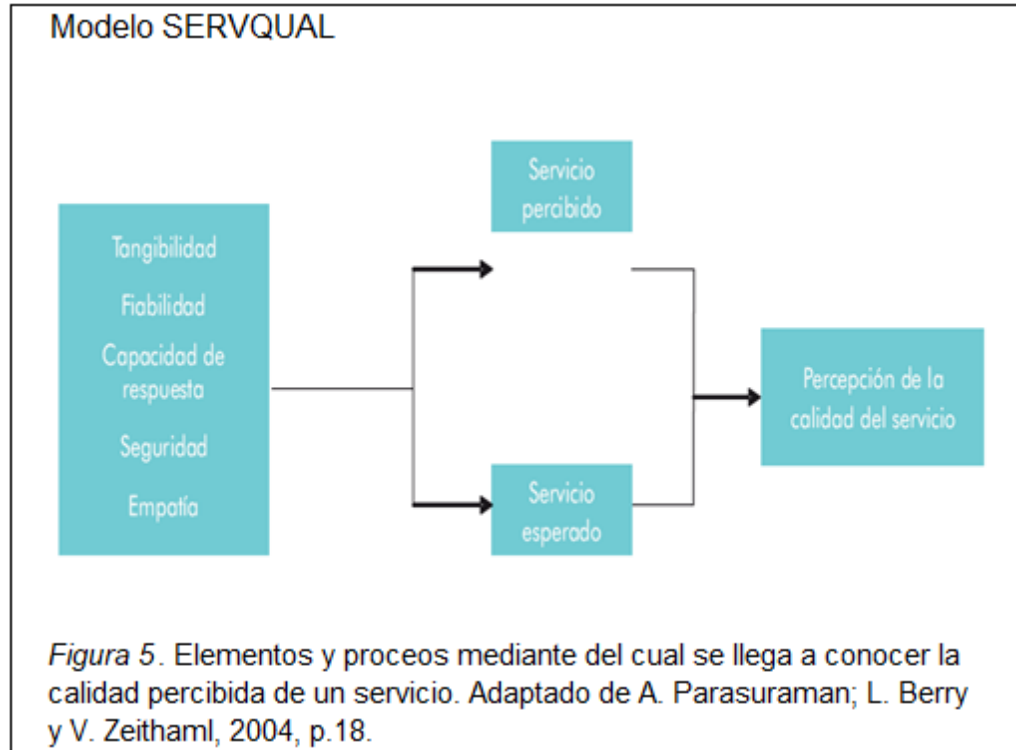 Modelo SERVQUAL
Tangibilidad
Fiabilidad
Capacidad de
respuesta
Seguridad
Empatía
Servicio
percibido
Servicio
esperado
Percepción de la
calidad del servicio
Figura 5. Elementos y proceos mediante del cual se llega a conocer la
calidad percibida de un servicio. Adaptado de A. Parasuraman; L. Berry
y V. Zeithaml, 2004, p.18.